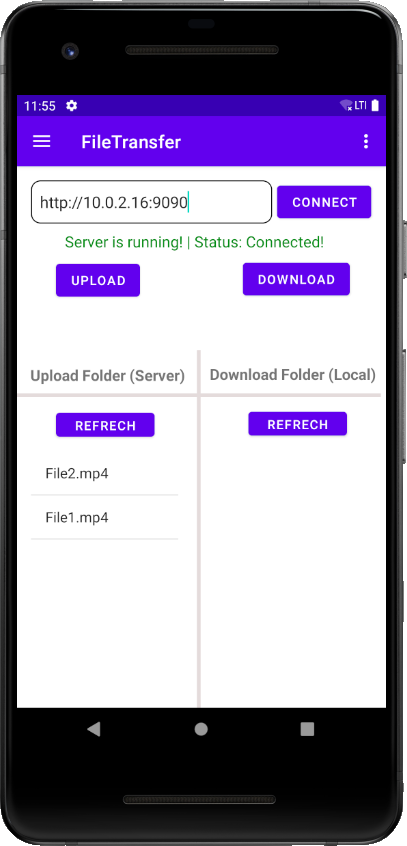 11:55 LTE
FileTransfer
http://10.0.2.16:9090 CONNECT
Server is running! | Status: Connected!
UPLOAD DOWNLOAD
Upload Folder (Server) Download Folder (Local)
REFRECH REFRECH
File2.mp4
File1.mp4